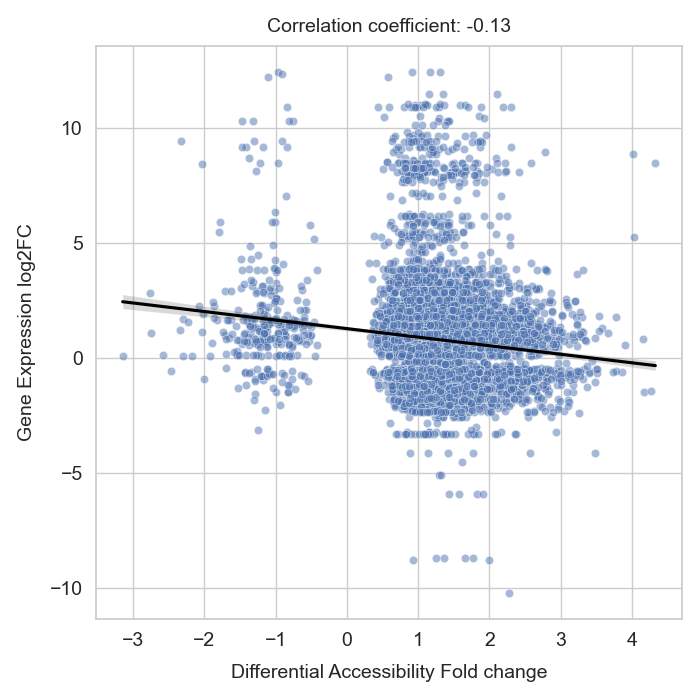 Correlation coefficient: -0.13
Gene Expression log2FC
10
5
0
−5
−10
−3 −2 −1 0 1 2 3 4
Differential Accessibility Fold change